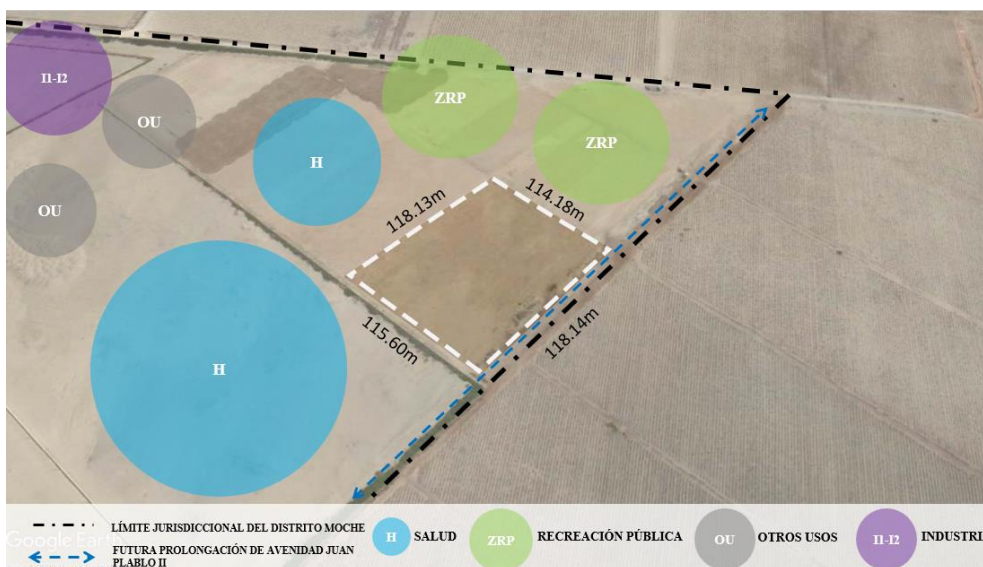 I1-I2
OU
H
ZRP
ZRP
OU
118.13m
114.18m
115.60m
118.14m
H
LÍMITE JURISDICCIONAL DEL DISTRITO MOCHE
FUTURA PROLONGACIÓN DE AVENIDAD JUAN
PLABLO II
H SALUD
ZRP RECREACIÓN PÚBLICA
OU OTROS USOS
I1-I2 INDUSTRI
Google Earth